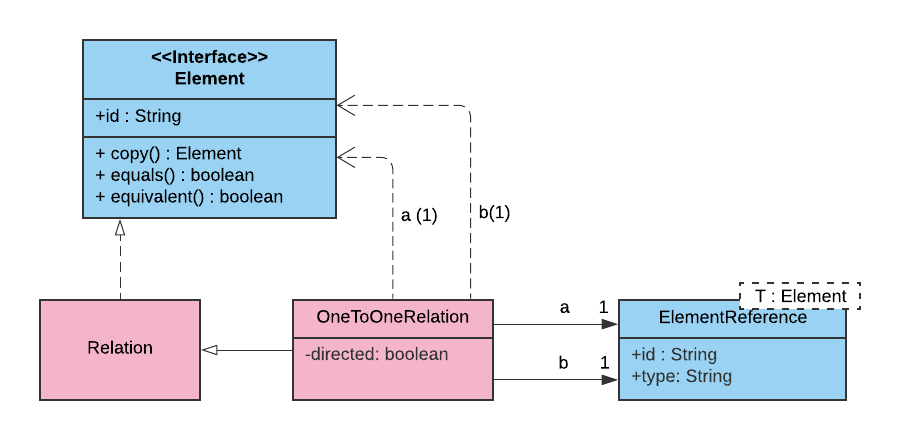 <<Interface>>
Element
+id : String
+ copy() : Element
+ equals() : boolean
+ equivalent() : boolean
a (1)
b(1)
Relation
OneToOneRelation
-directed: boolean
a
1
b
1
T : Element
ElementReference
+id : String
+type: String